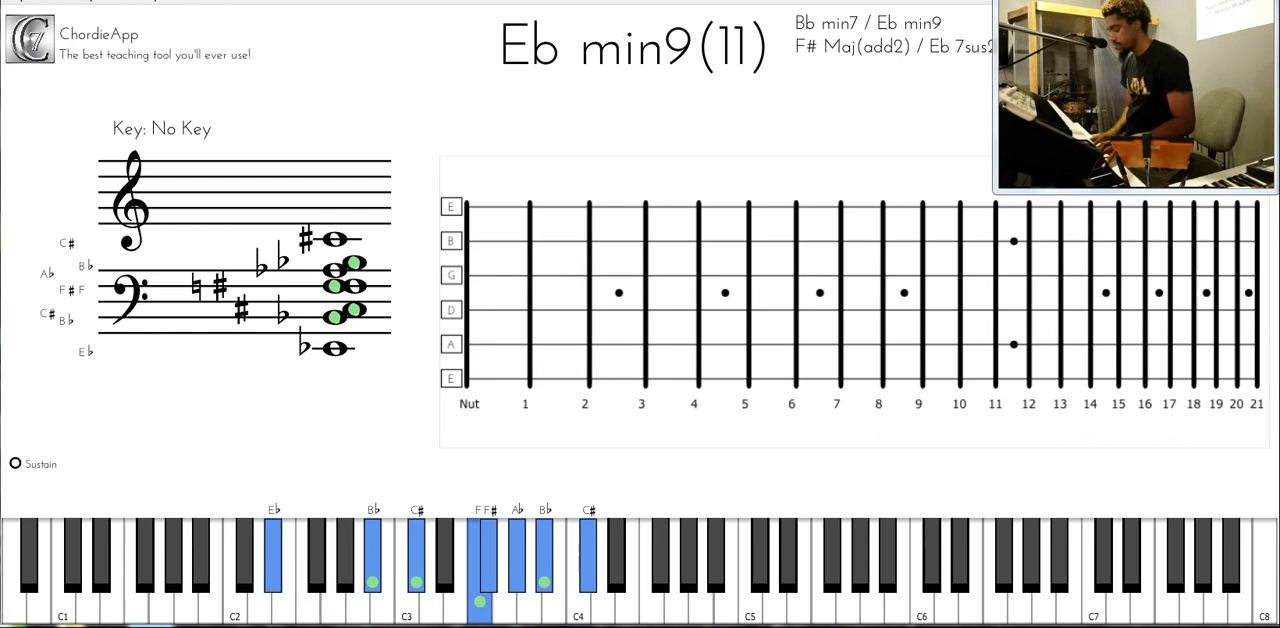 ChordieApp
The best teaching tool you'll ever use!
Eb min9(11)
Bb min7 / Eb min9
F# Maj(add2) / Eb 7sus2
Key: No Key
C#
Bb
Ab
F# F
C#
Bb
Eb
E
B
G
D
A
E
Nut 1 2 3 4 5 6 7 8 9 10 11 12 13 14 15 16 17 18 19 20 21
Sustain
Eb Bb C# F F# Ab Bb C#
C1 C2 C3 C4 C5 C6 C7 C8